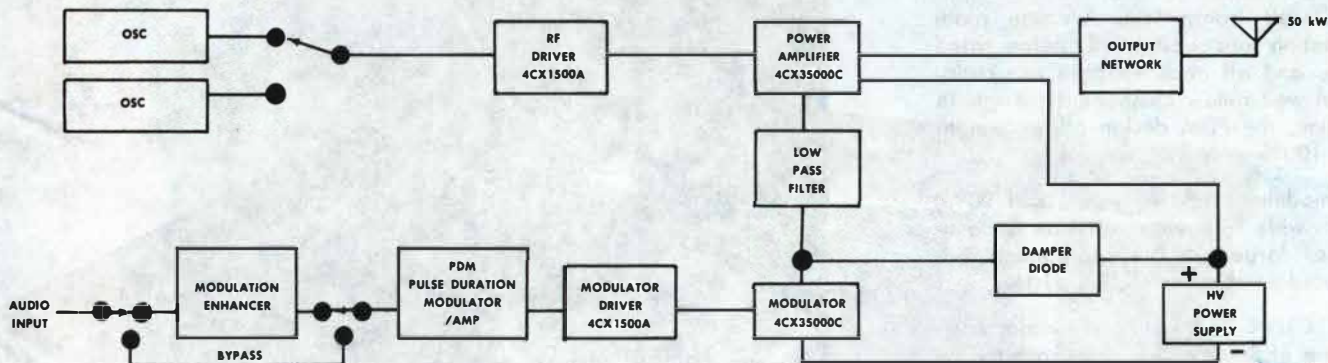 OSC
OSC
RF
DRIVER
4CX1500A
POWER
AMPLIFIER
4CX35000C
OUTPUT
NETWORK
50 kW
LOW
PASS
FILTER
AUDIO
INPUT
MODULATION
ENHANCER
BYPASS
PDM
PULSE DURATION
MODULATOR
/AMP
MODULATOR
DRIVER
4CX1500A
MODULATOR
4CX35000C
DAMPER
DIODE
+
HV
POWER
SUPPLY
-